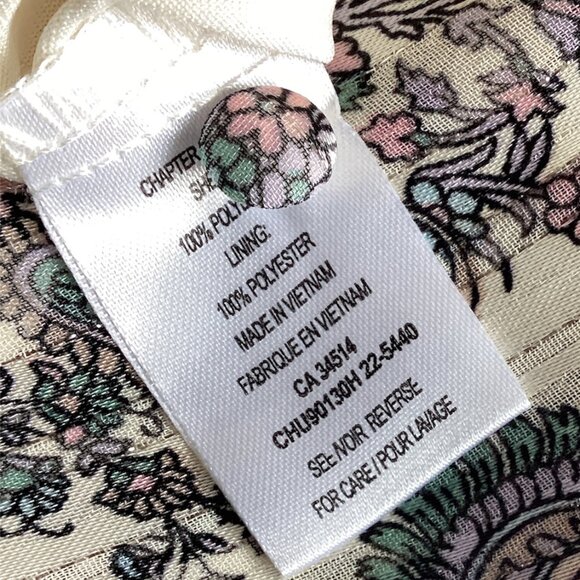 CHAPTER
100%
LINING:
100% POLYESTER
MADE IN VIETNAM
FABRIQUE EN VIETNAM
CA 34514
CHU90130H 22-5440
SEE NOIR REVERSE
FOR CARE / POUR LAVAGE